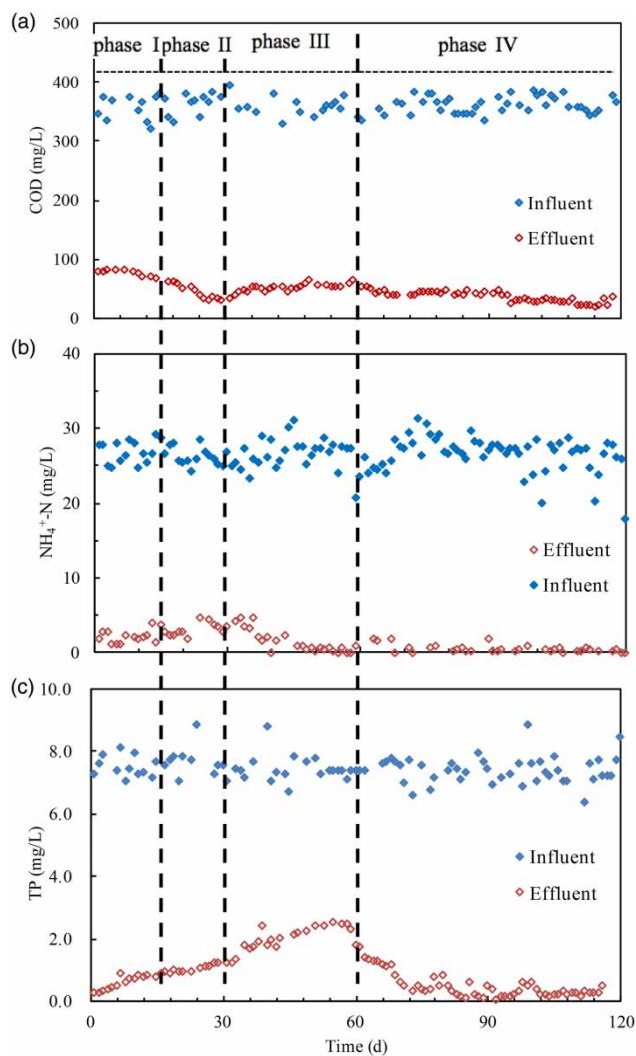 (a)
500
phase I
phase II
phase III
phase IV
400
300
200
100
0
COD (mg/L)
Influent
Effluent
(b)
40
30
20
10
0
NH₄⁺-N (mg/L)
Effluent
Influent
(c)
10.0
8.0
6.0
4.0
2.0
0.0
TP (mg/L)
Influent
Effluent
0 30 60 90 120
Time (d)